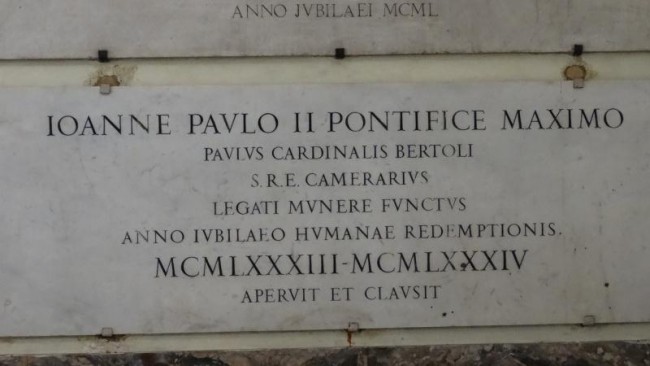 ANNO JVBILAEI MCML
IOANNE PAVLO II PONTIFICE MAXIMO
PAVLVS CARDINALIS BERTOLI
S.R.E. CAMERARIVS
LEGATI MVNERE FVNCTVS
ANNO IVBILAEO HVMANAE REDEMPTIONIS.
MCMLXXXIII-MCMLXXXIV
APERVIT ET CLAVSIT